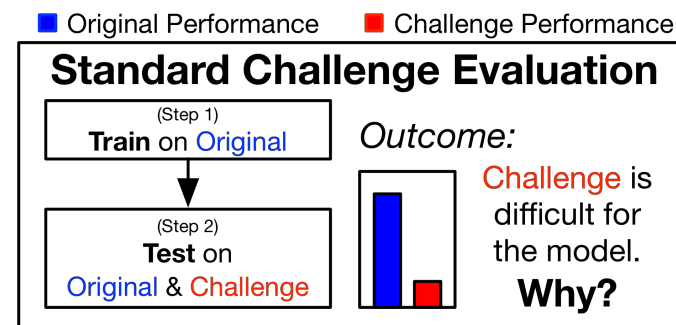 Original Performance Challenge Performance
Standard Challenge Evaluation
(Step 1)
Train on Original
(Step 2)
Test on
Original & Challenge
Outcome:
Challenge is
difficult for
the model.
Why?